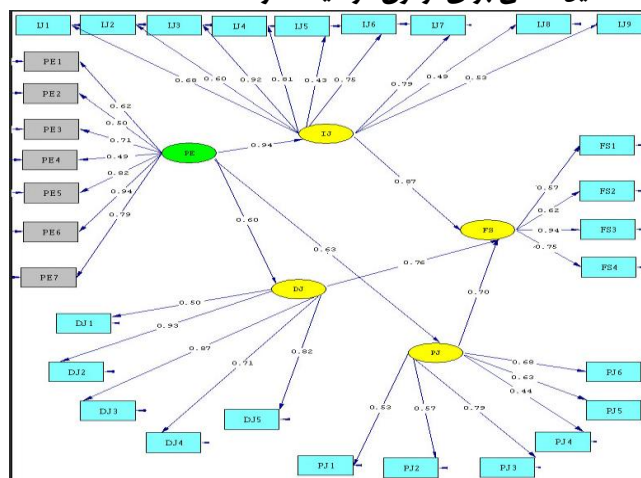 IJ1 IJ2 IJ3 IJ4 IJ5 IJ6 IJ7 IJ8 IJ9
0.68 0.60 0.92 0.81 0.43 0.75 0.79 0.49 0.53
PE1
PE2
PE3
PE4
PE5
PE6
PE7
0.62
0.50
0.71
0.49
0.82
0.94
0.79
PE
0.94
IJ
0.87
0.60
0.63
FS
0.57
0.62
0.94
0.75
FS1
FS2
FS3
FS4
DJ
0.76
0.70
PJ
0.50
0.93
0.87
0.71
0.82
DJ1
DJ2
DJ3
DJ4
DJ5
0.53
0.57
0.79
0.44
0.63
0.68
PJ1
PJ2
PJ3
PJ4
PJ5
PJ6